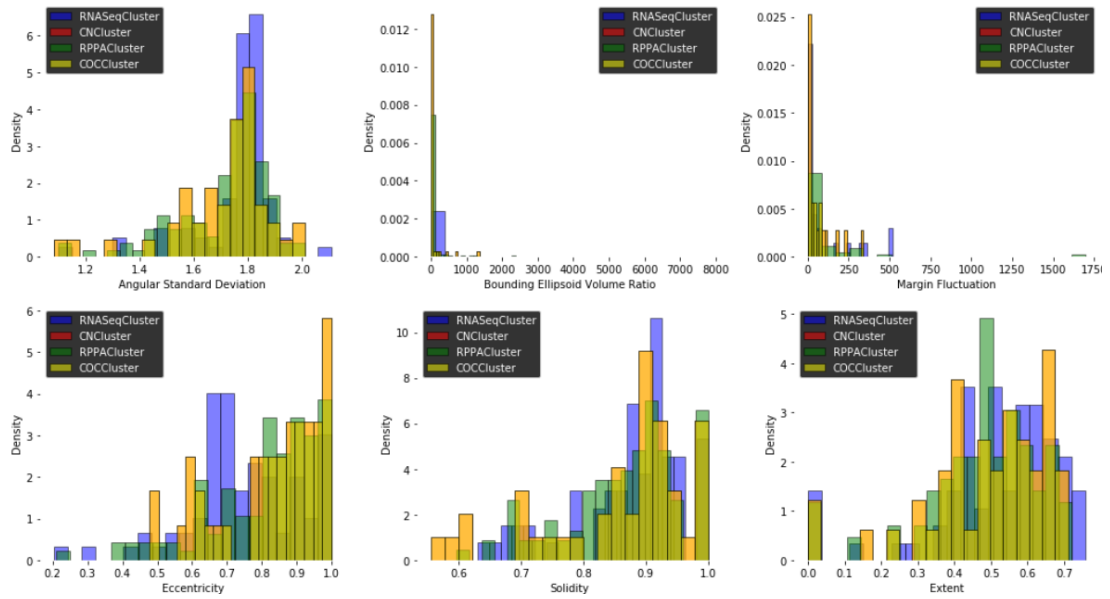 RNASeqCluster
CNCluster
RPPACluster
COCCluster
Density
6
5
4
3
2
1
0
1.2 1.4 1.6 1.8 2.0
Angular Standard Deviation
RNASeqCluster
CNCluster
RPPACluster
COCCluster
Density
0.012
0.010
0.008
0.006
0.004
0.002
0.000
0 1000 2000 3000 4000 5000 6000 7000 8000
Bounding Ellipsoid Volume Ratio
RNASeqCluster
CNCluster
RPPACluster
COCCluster
Density
0.025
0.020
0.015
0.010
0.005
0.000
0 250 500 750 1000 1250 1500 1750
Margin Fluctuation
RNASeqCluster
CNCluster
RPPACluster
COCCluster
Density
6
5
4
3
2
1
0
0.2 0.3 0.4 0.5 0.6 0.7 0.8 0.9 1.0
Eccentricity
RNASeqCluster
CNCluster
RPPACluster
COCCluster
Density
10
8
6
4
2
0
0.6 0.7 0.8 0.9 1.0
Solidity
RNASeqCluster
CNCluster
RPPACluster
COCCluster
Density
5
4
3
2
1
0
0.0 0.1 0.2 0.3 0.4 0.5 0.6 0.7
Extent